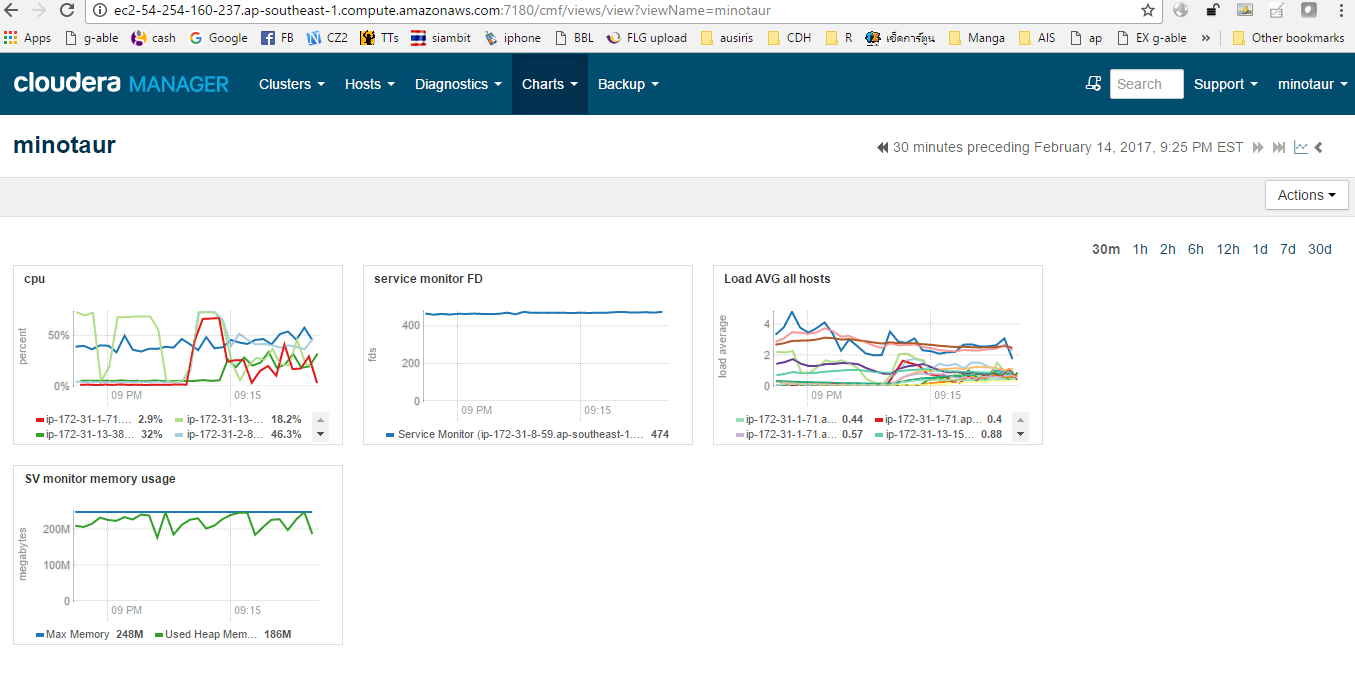 ec2-54-254-160-237.ap-southeast-1.compute.amazonaws.com:7180/cmf/views/view?viewName=minotaur
Apps g-able cash Google FB CZ2 TTs siambit iphone BBL FLG upload ausiris CDH R เช็คการ์ตูน Manga AIS ap EX g-able » Other bookmarks
cloudera MANAGER Clusters Hosts Diagnostics Charts Backup Search Support minotaur
minotaur 30 minutes preceding February 14, 2017, 9:25 PM EST
Actions
30m 1h 2h 6h 12h 1d 7d 30d
cpu
percent
50%
0%
09 PM 09:15
ip-172-31-1-71.... 2.9% ip-172-31-13-... 18.2%
ip-172-31-13-38... 32% ip-172-31-2-8... 46.3%
service monitor FD
fds
400
200
0
09 PM 09:15
Service Monitor (ip-172-31-8-59.ap-southeast-1.... 474
Load AVG all hosts
load average
4
2
0
09 PM 09:15
ip-172-31-1-71.a... 0.44 ip-172-31-1-71.ap... 0.4
ip-172-31-1-71.a... 0.57 ip-172-31-13-15... 0.88
SV monitor memory usage
megabytes
200M
100M
0
09 PM 09:15
Max Memory 248M Used Heap Mem... 186M